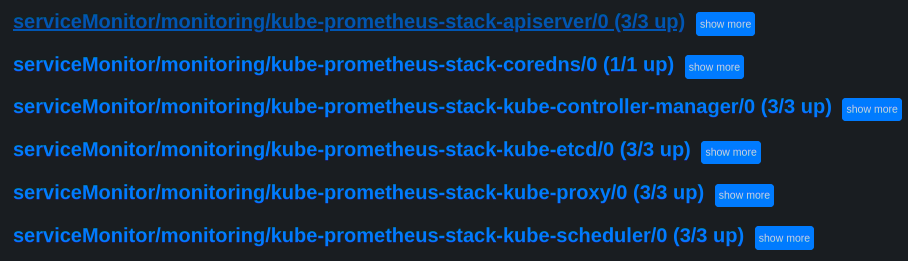 serviceMonitor/monitoring/kube-prometheus-stack-apiserver/0 (3/3 up) show more
serviceMonitor/monitoring/kube-prometheus-stack-coredns/0 (1/1 up) show more
serviceMonitor/monitoring/kube-prometheus-stack-kube-controller-manager/0 (3/3 up) show more
serviceMonitor/monitoring/kube-prometheus-stack-kube-etcd/0 (3/3 up) show more
serviceMonitor/monitoring/kube-prometheus-stack-kube-proxy/0 (3/3 up) show more
serviceMonitor/monitoring/kube-prometheus-stack-kube-scheduler/0 (3/3 up) show more